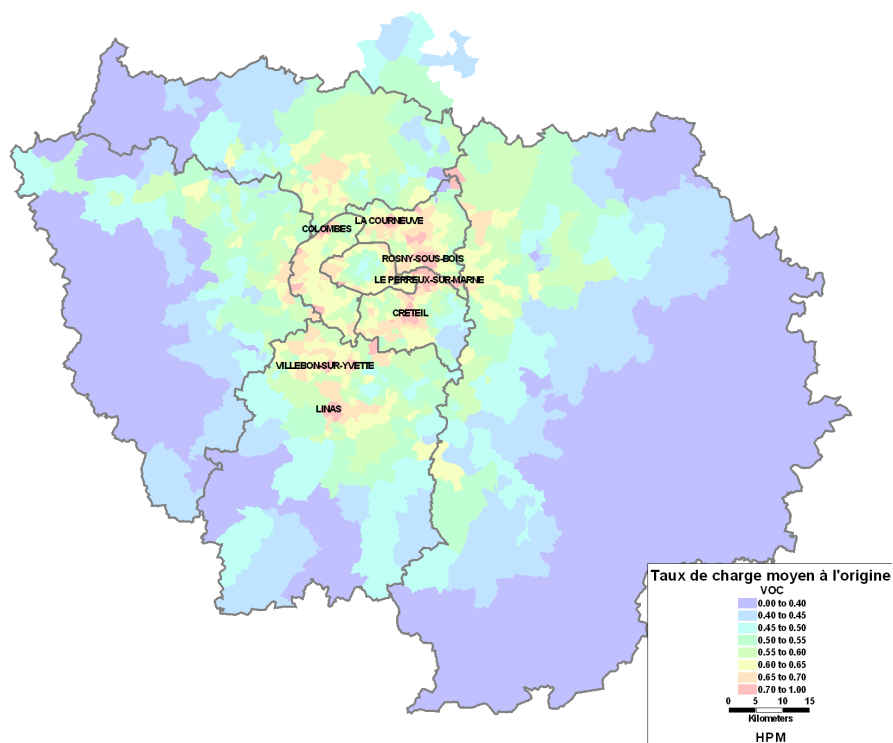 LA COURNEUVE
COLOMBES
ROSNY-SOUS-BOIS
LE PERREUX-SUR-MARNE
CRETEIL
VILLEBON-SUR-YVETTE
LINAS
Taux de charge moyen à l'origine
VOC
0.00 to 0.40
0.40 to 0.45
0.45 to 0.50
0.50 to 0.55
0.55 to 0.60
0.60 to 0.65
0.65 to 0.70
0.70 to 1.00
0 5 10 15
Kilometers
HPM